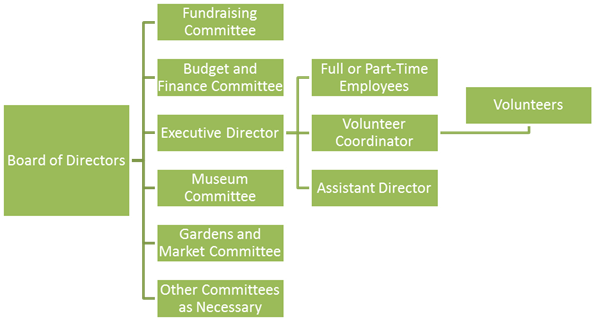 Board of Directors
Fundraising
Committee
Budget and
Finance Committee
Executive Director
Museum
Committee
Gardens and
Market Committee
Other Committees
as Necessary
Full or Part-Time
Employees
Volunteer
Coordinator
Assistant Director
Volunteers